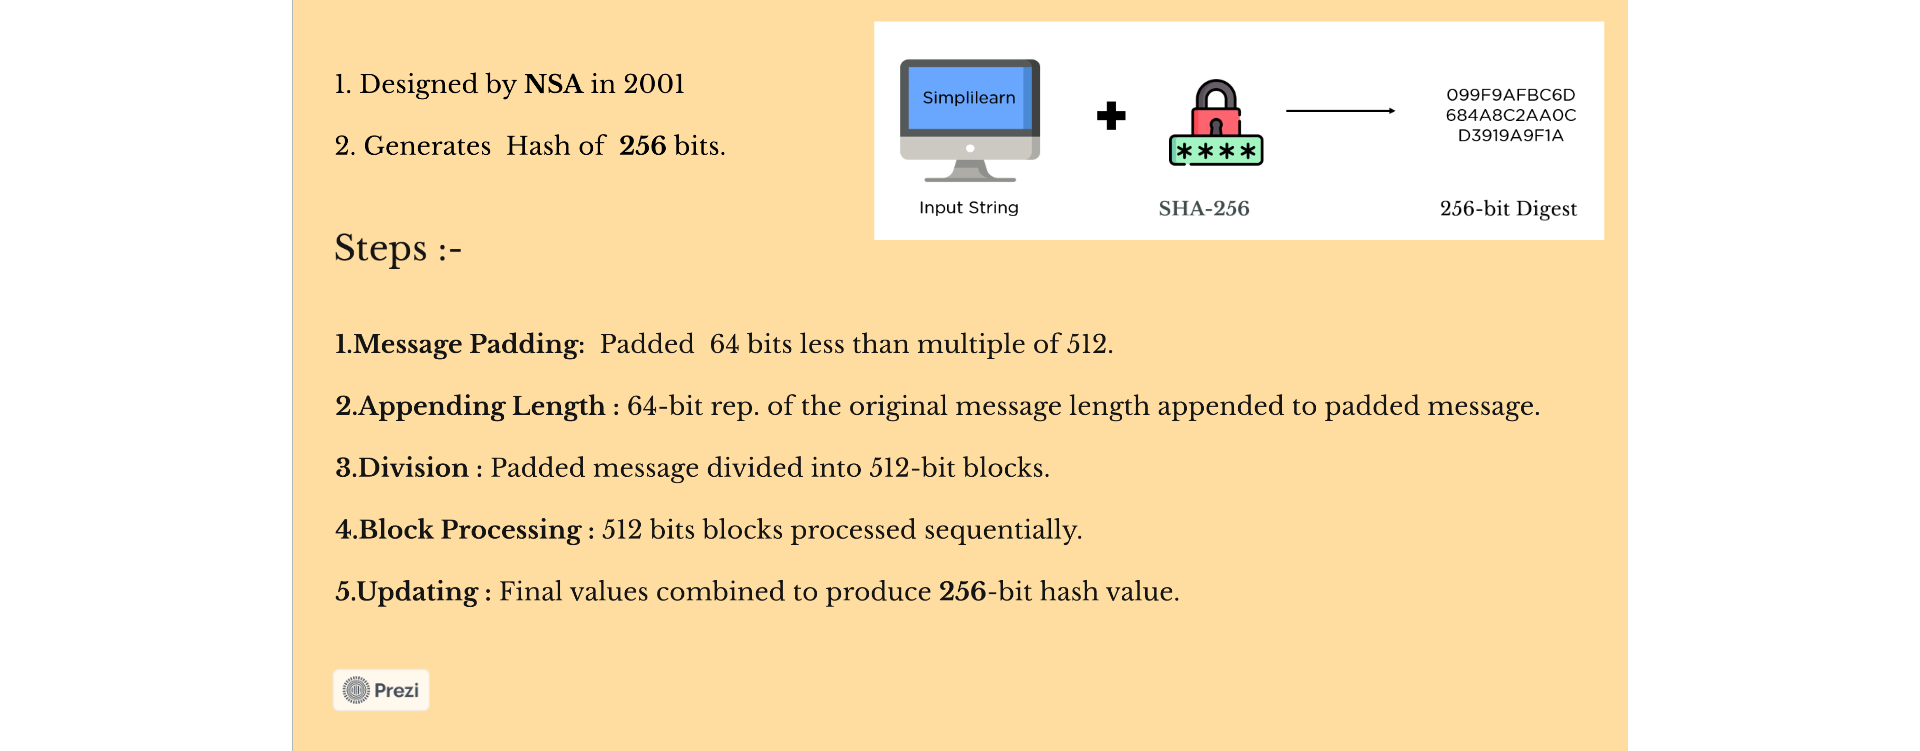 1. Designed by NSA in 2001
2. Generates Hash of 256 bits.
Simplilearn
Input String
****
SHA-256
099F9AFBC6D
684A8C2AA0C
D3919A9F1A
256-bit Digest
Steps :-
1.Message Padding: Padded 64 bits less than multiple of 512.
2.Appending Length : 64-bit rep. of the original message length appended to padded message.
3.Division : Padded message divided into 512-bit blocks.
4.Block Processing : 512 bits blocks processed sequentially.
5.Updating : Final values combined to produce 256-bit hash value.
Prezi